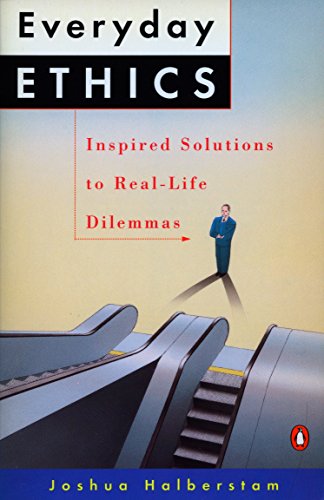 Everyday
ETHICS
Inspired Solutions
to Real-Life
Dilemmas
Joshua Halberstam